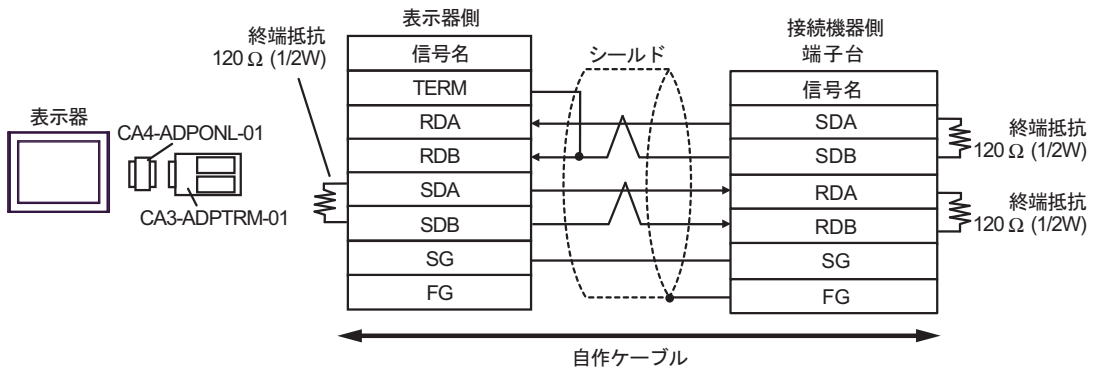 表示器
CA4-ADPONL-01
CA3-ADPTRM-01
終端抵抗
120 Ω (1/2W)
表示器側
信号名
TERM
RDA
RDB
SDA
SDB
SG
FG
シールド
接続機器側
端子台
信号名
SDA
SDB
RDA
RDB
SG
FG
終端抵抗
120 Ω (1/2W)
終端抵抗
120 Ω (1/2W)
自作ケーブル